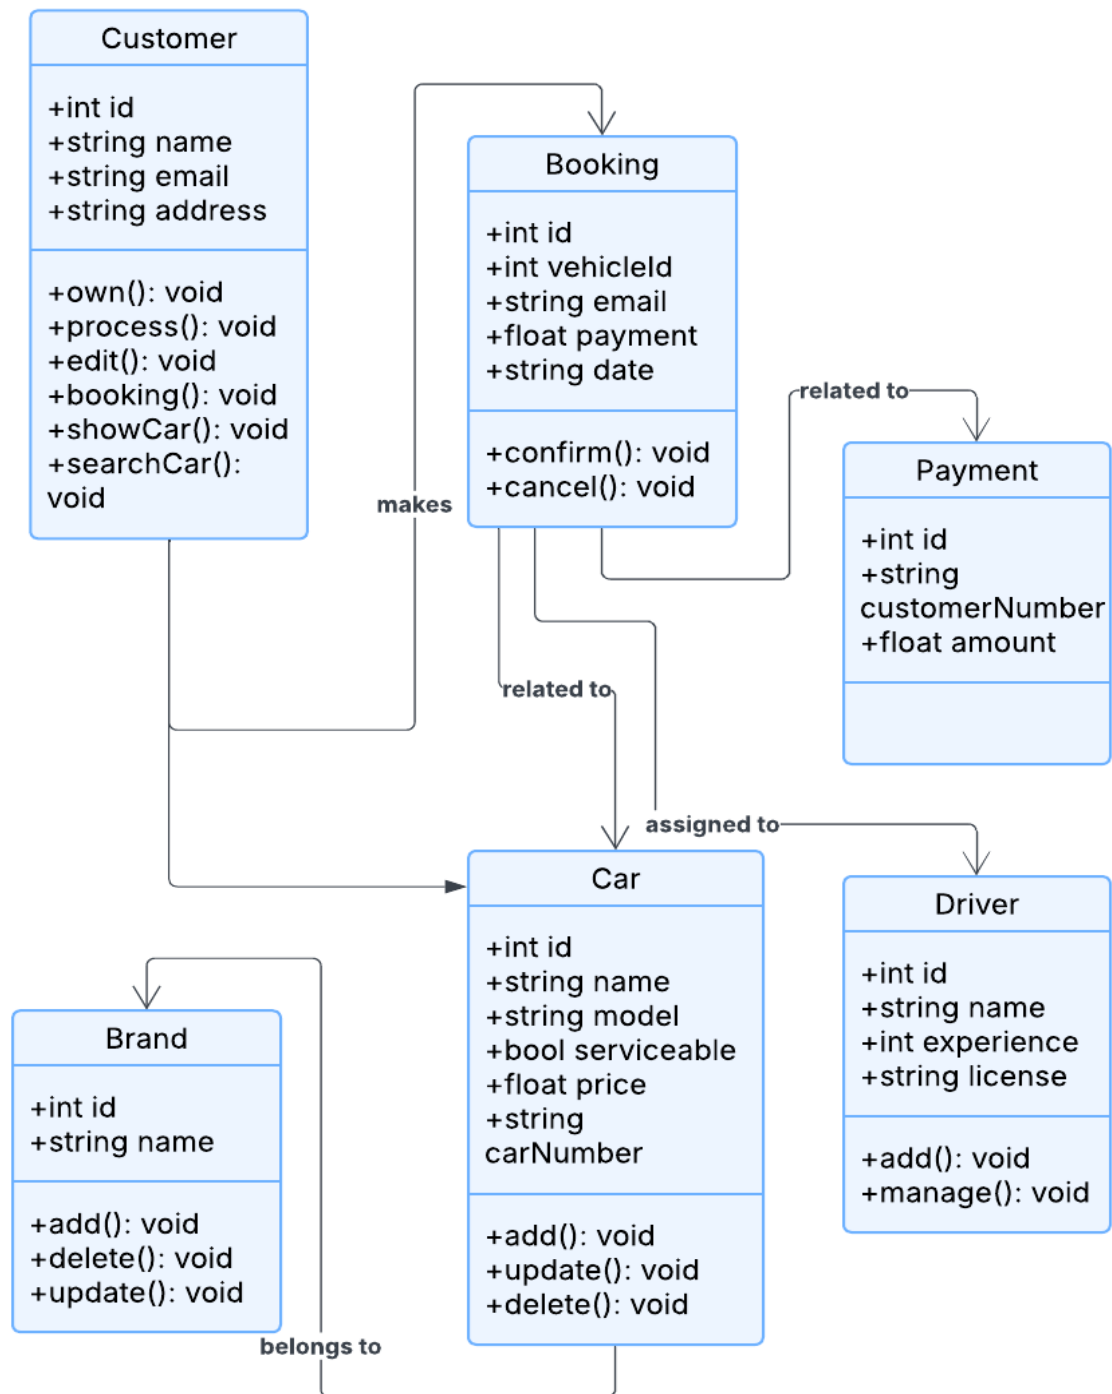 Customer
+int id
+string name
+string email
+string address
+own(): void
+process(): void
+edit(): void
+booking(): void
+showCar(): void
+searchCar():
void
makes
Booking
+int id
+int vehicleId
+string email
+float payment
+string date
+confirm(): void
+cancel(): void
related to
Payment
+int id
+string
customerNumber
+float amount
related to
assigned to
Car
+int id
+string name
+string model
+bool serviceable
+float price
+string
carNumber
+add(): void
+update(): void
+delete(): void
Driver
+int id
+string name
+int experience
+string license
+add(): void
+manage(): void
Brand
+int id
+string name
+add(): void
+delete(): void
+update(): void
belongs to